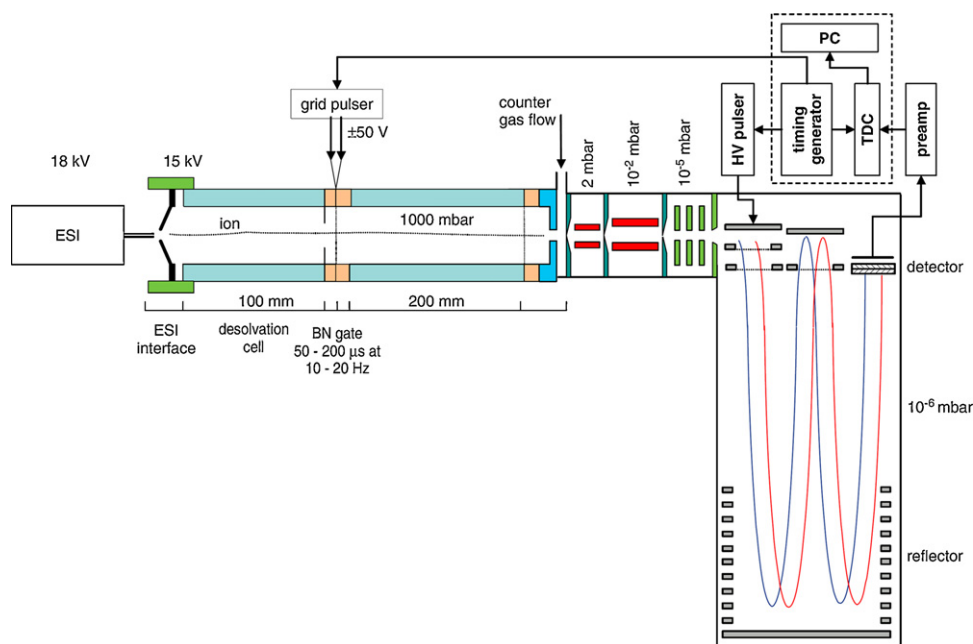 PC
grid pulser
counter
gas flow
±50 V
HV pulser
timing
generator
TDC
preamp
18 kV
15 kV
2 mbar
10⁻² mbar
10⁻⁵ mbar
ESI
ion
1000 mbar
detector
100 mm
200 mm
ESI
interface
desolvation
cell
BN gate
50 - 200 µs at
10 - 20 Hz
10⁻⁶ mbar
reflector